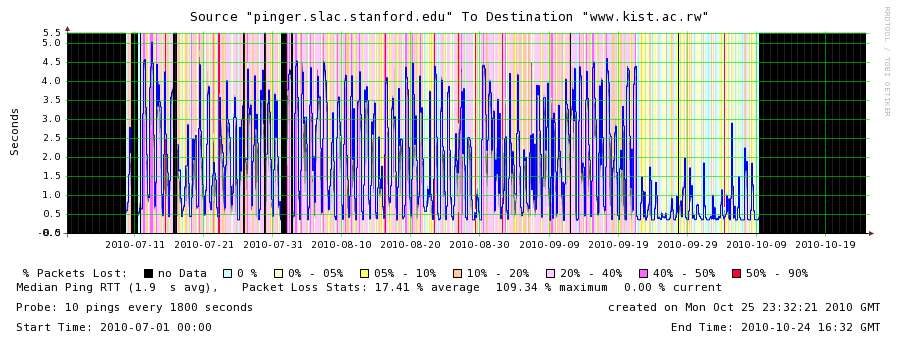 Source "pinger.slac.stanford.edu" To Destination "www.kist.ac.rw"
RRDTOOL / TOBI OETIKER
Seconds
5.5
5.0
4.5
4.0
3.5
3.0
2.5
2.0
1.5
1.0
0.5
2010-07-11 2010-07-21 2010-07-31 2010-08-10 2010-08-20 2010-08-30 2010-09-09 2010-09-19 2010-09-29 2010-10-09 2010-10-19
% Packets Lost: no Data 0 % 0% - 05% 05% - 10% 10% - 20% 20% - 40% 40% - 50% 50% - 90%
Median Ping RTT (1.9 s avg), Packet Loss Stats: 17.41 % average 109.34 % maximum 0.00 % current
Probe: 10 pings every 1800 seconds created on Mon Oct 25 23:32:21 2010 GMT
Start Time: 2010-07-01 00:00 End Time: 2010-10-24 16:32 GMT